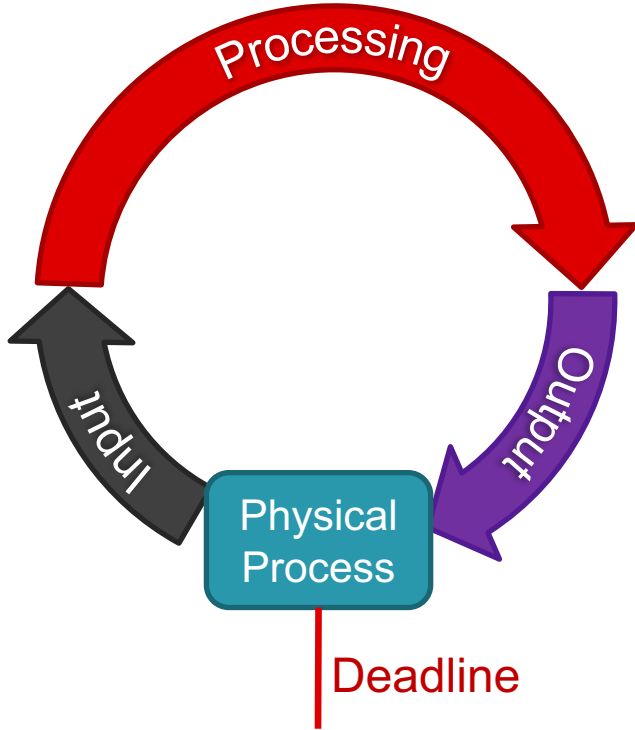 Processing
Input
Output
Physical
Process
Deadline